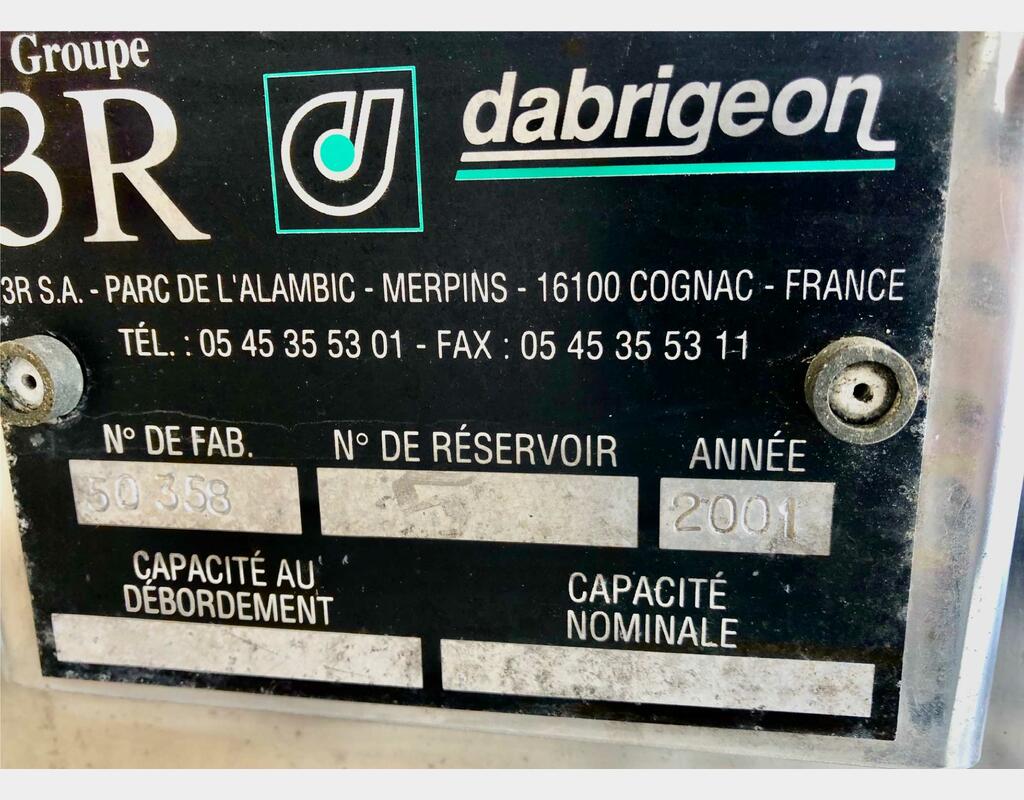 Groupe
3R
dabrigeon
3R S.A. - PARC DE L'ALAMBIC - MERPINS - 16100 COGNAC - FRANCE
TÉL. : 05 45 35 53 01 - FAX : 05 45 35 53 11
N° DE FAB. N° DE RÉSERVOIR ANNÉE
50 358 5 2001
CAPACITÉ AU
DÉBORDEMENT
CAPACITÉ
NOMINALE